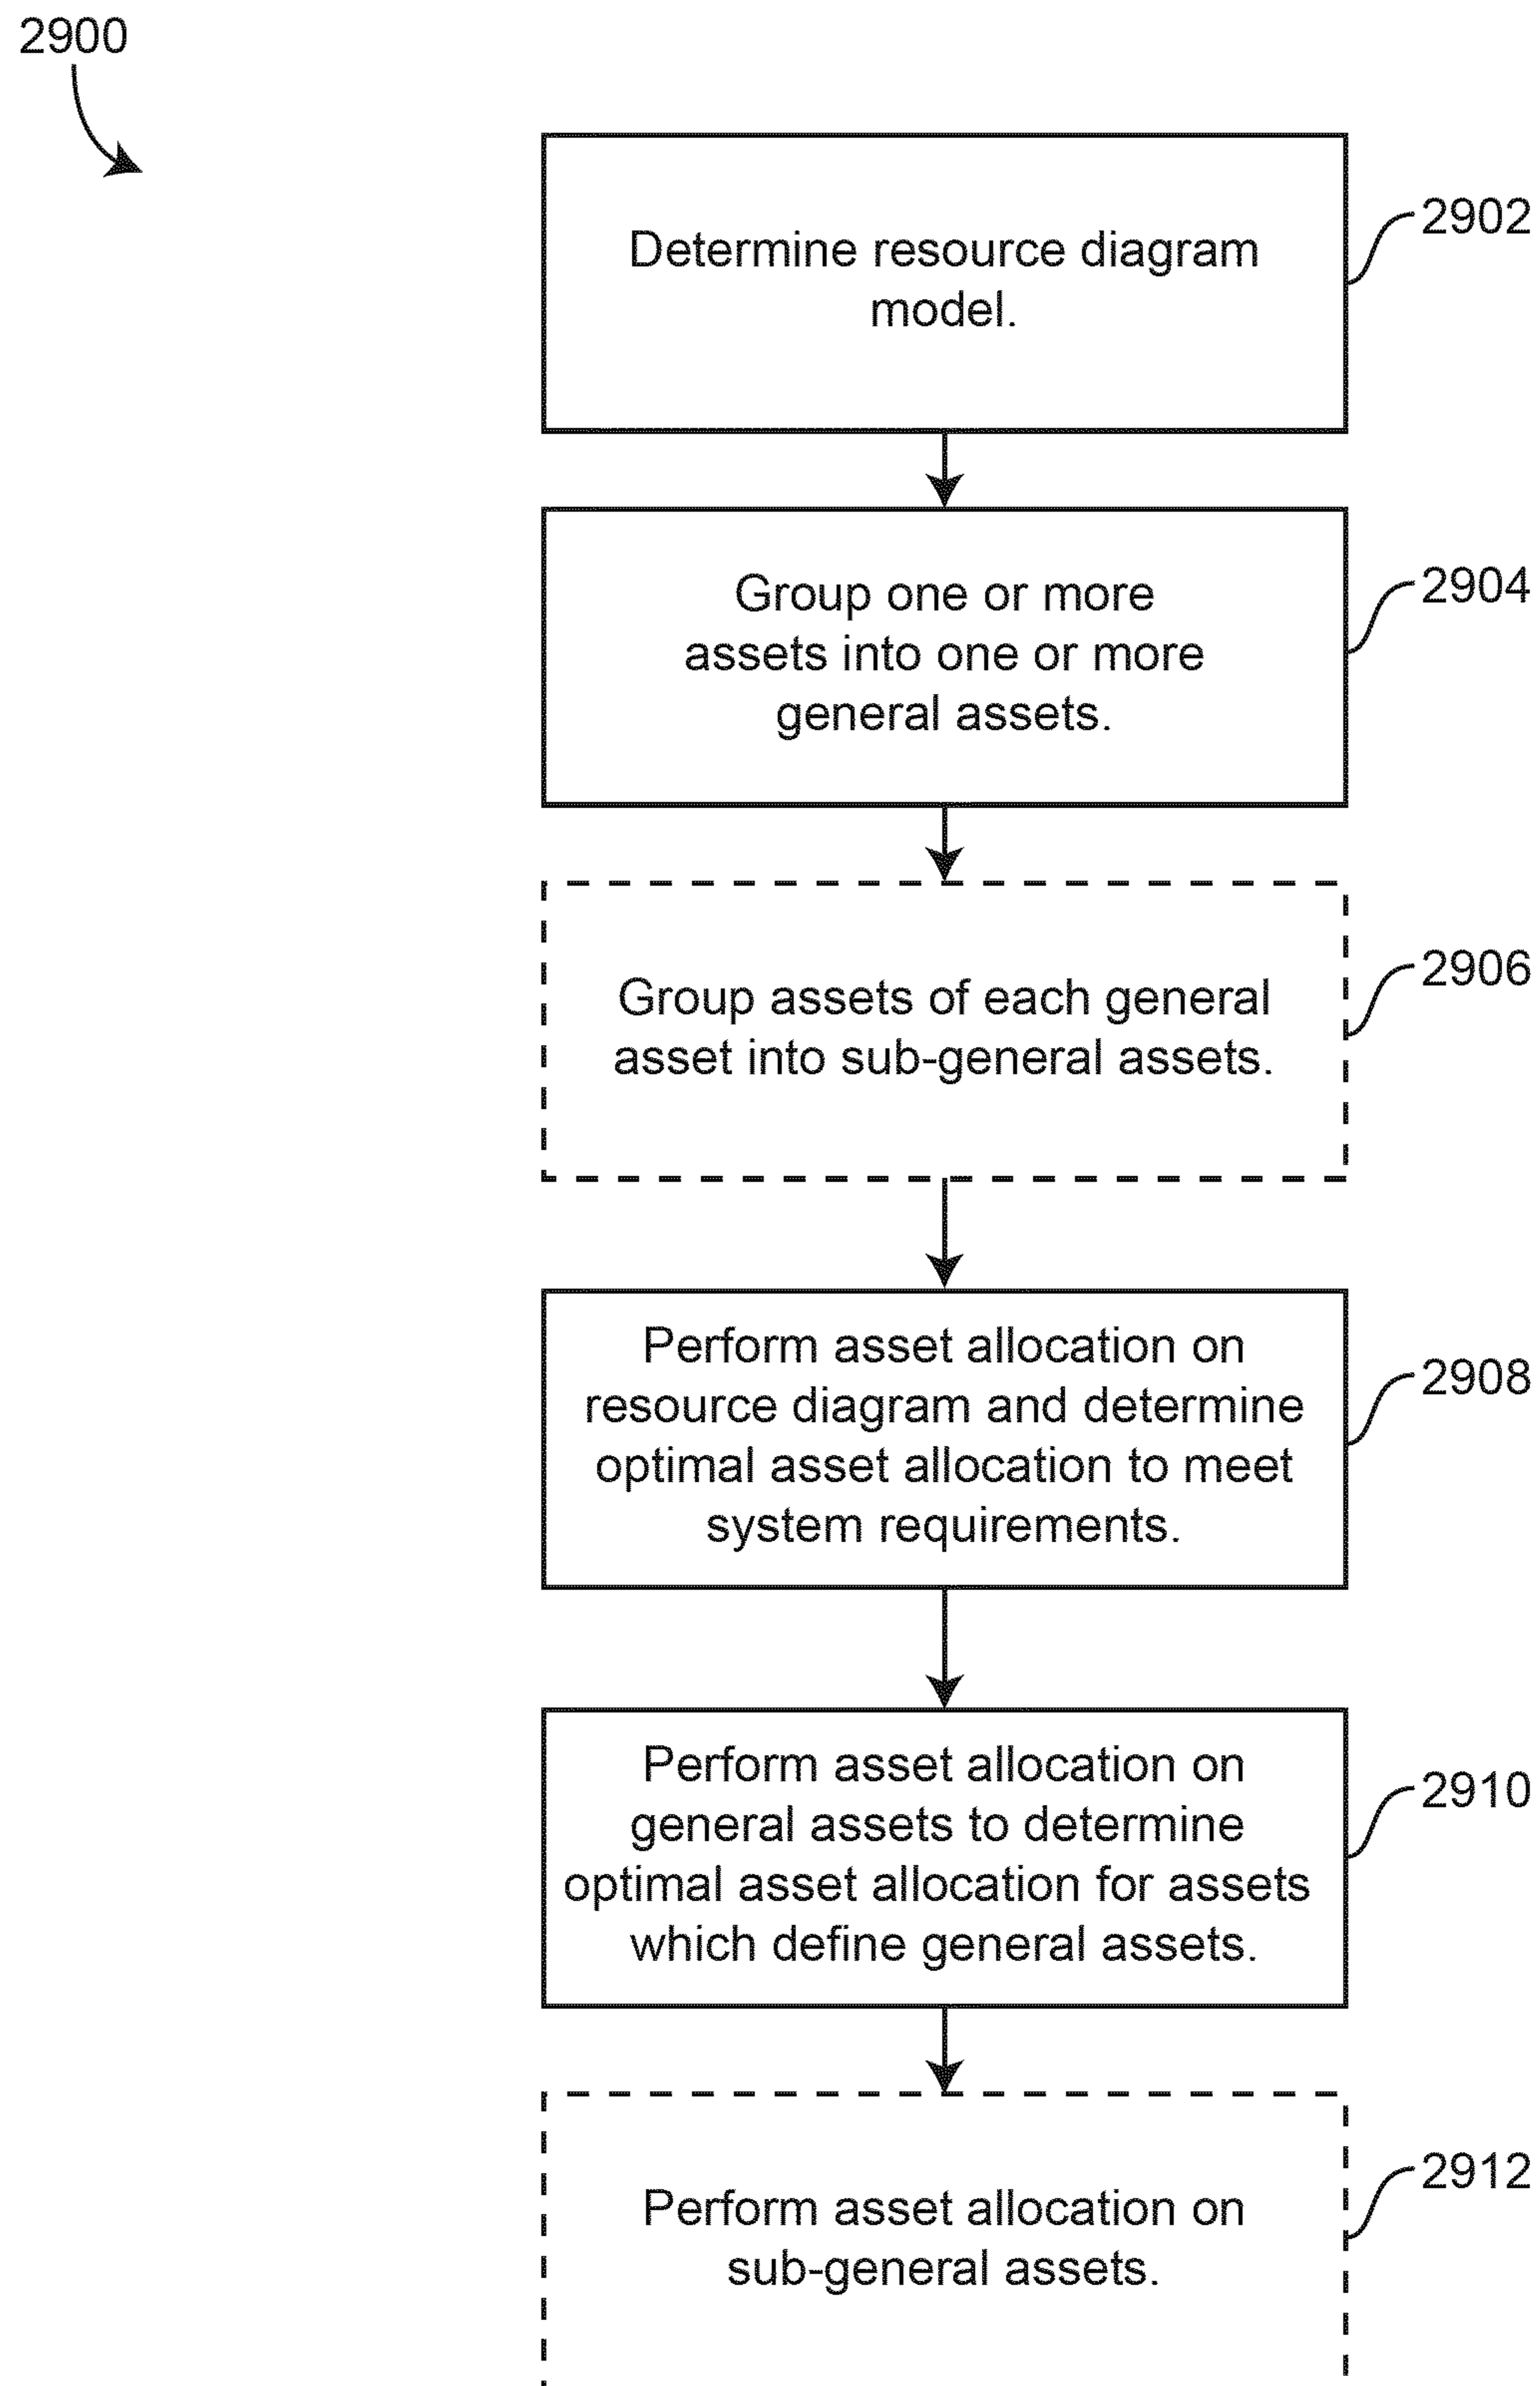 2900
Determine resource diagram
model.
2902
Group one or more
assets into one or more
general assets.
2904
Group assets of each general
asset into sub-general assets.
2906
Perform asset allocation on
resource diagram and determine
optimal asset allocation to meet
system requirements.
2908
Perform asset allocation on
general assets to determine
optimal asset allocation for assets
which define general assets.
2910
Perform asset allocation on
sub-general assets.
2912